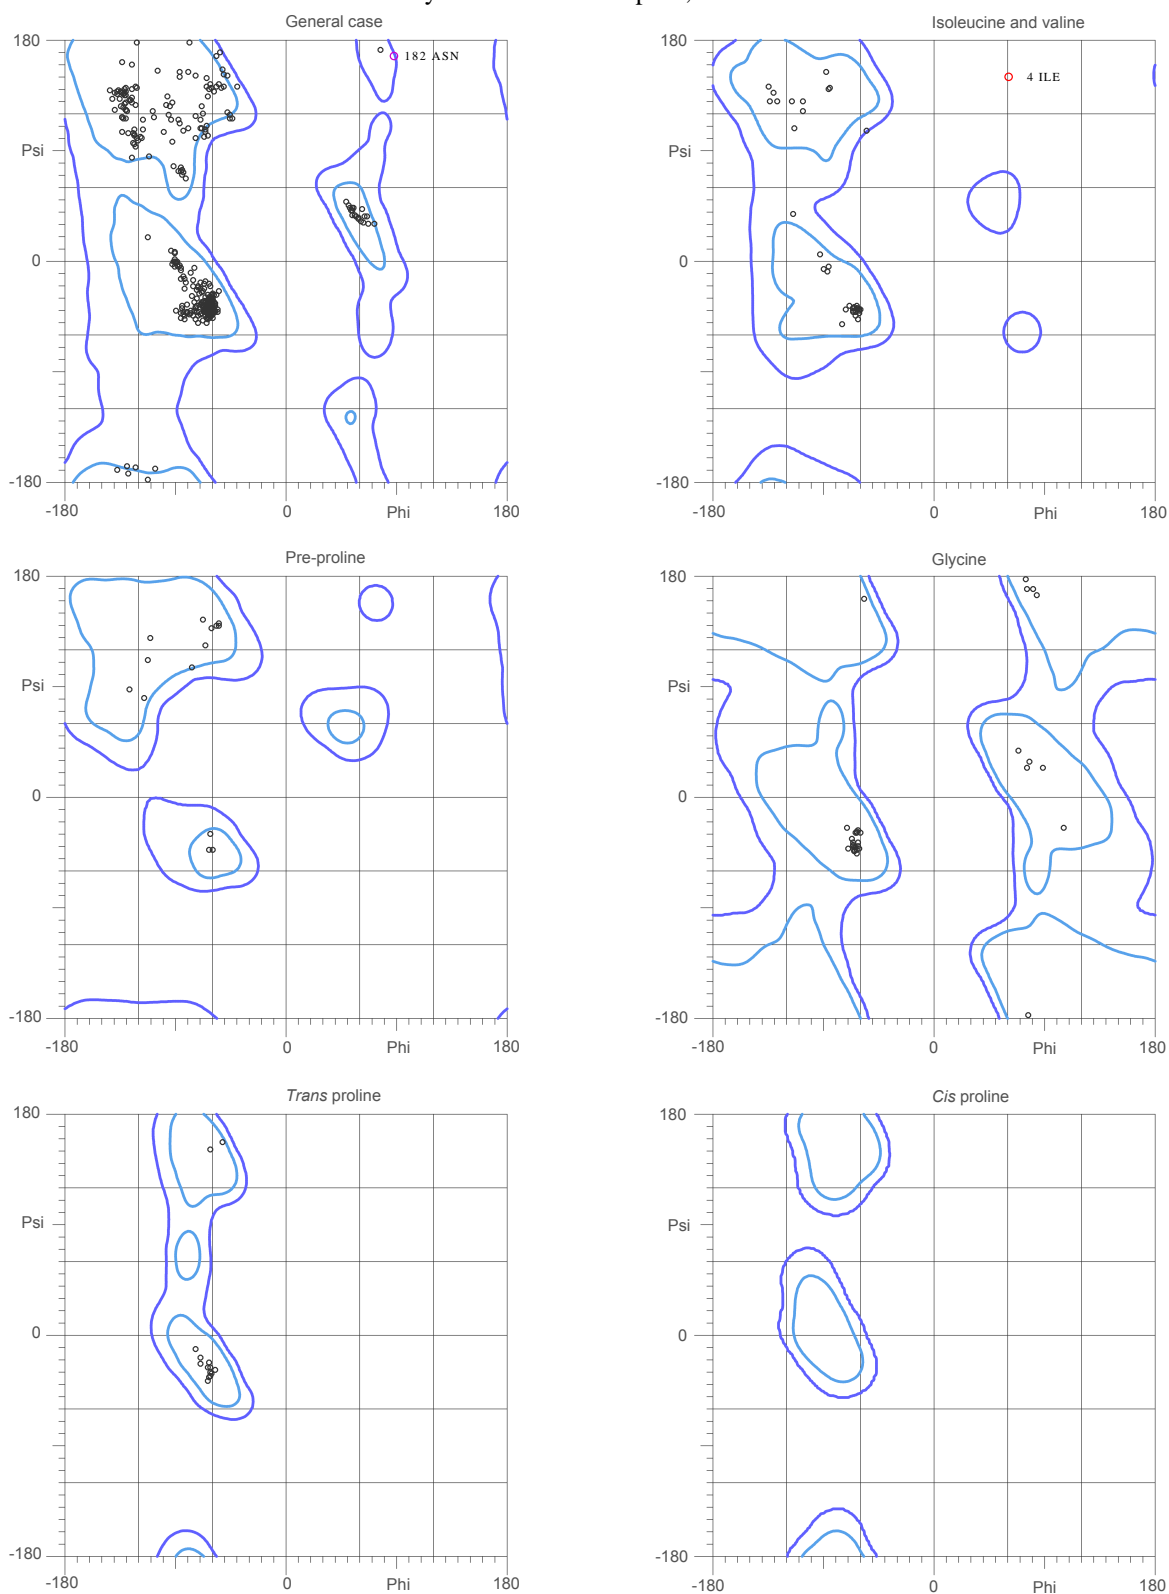 General case
Isoleucine and valine
180
182 ASN
180
4 ILE
Psi
Psi
0
0
-180
-180
-180
0
Phi
180
-180
0
Phi
180
Pre-proline
Glycine
180
180
Psi
Psi
0
0
-180
-180
-180
0
Phi
180
-180
0
Phi
180
Trans proline
Cis proline
180
180
Psi
Psi
0
0
-180
-180
-180
0
Phi
180
-180
0
Phi
180